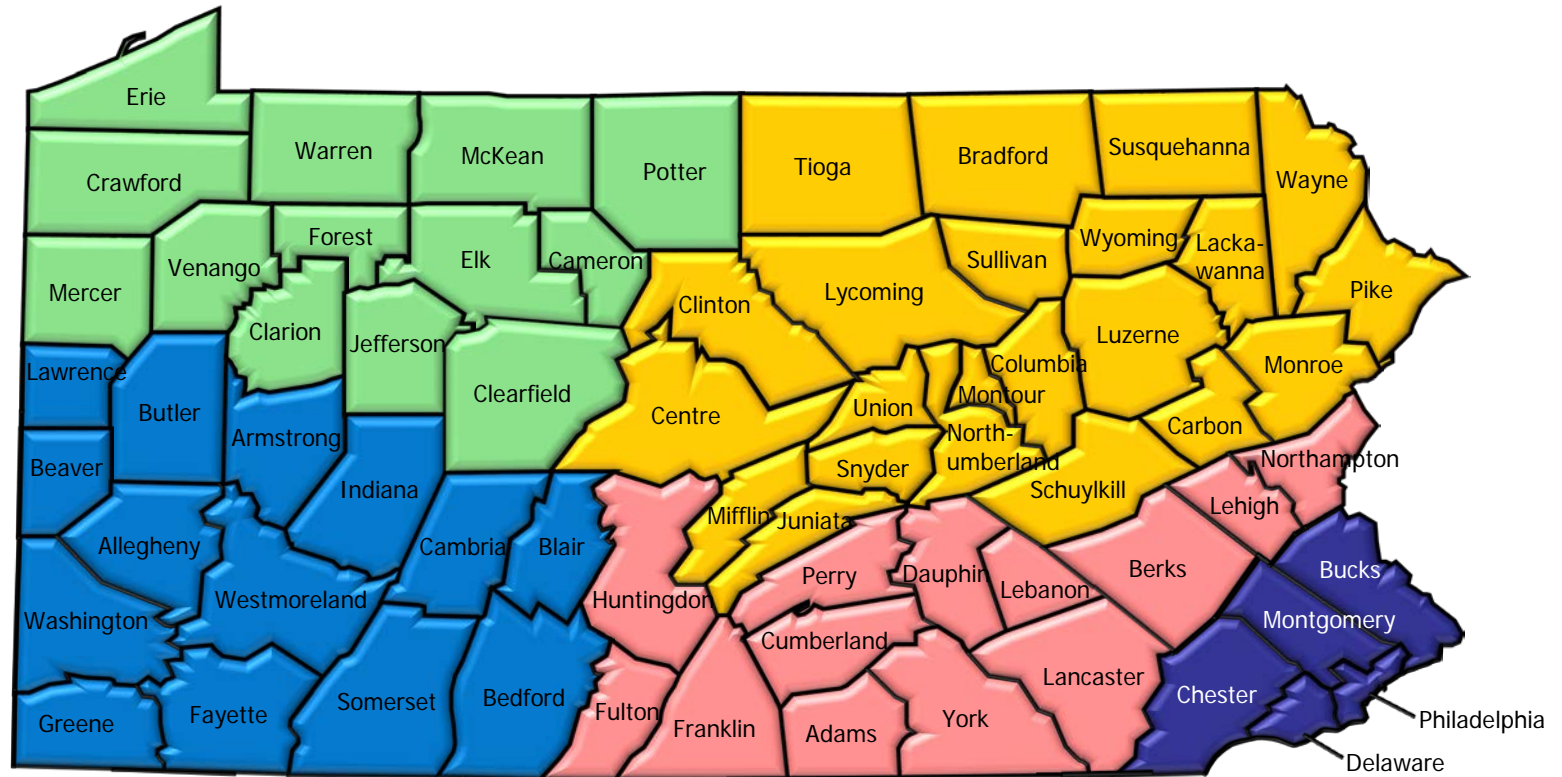 Erie
Warren
McKean
Potter
Tioga
Bradford
Susquehanna
Wayne
Crawford
Mercer
Venango
Forest
Elk
Cameron
Clinton
Lycoming
Sullivan
Wyoming
Lacka-
wanna
Pike
Clarion
Jefferson
Clearfield
Centre
Union
Montour
Columbia
Luzerne
Monroe
Carbon
Lawrence
Butler
Armstrong
Indiana
Beaver
Snyder
North-
umberland
Schuylkill
Northampton
Lehigh
Allegheny
Cambria
Blair
Mifflin
Juniata
Huntingdon
Perry
Dauphin
Lebanon
Berks
Bucks
Montgomery
Washington
Westmoreland
Cumberland
Lancaster
Chester
Greene
Fayette
Somerset
Bedford
Fulton
Franklin
Adams
York
Philadelphia
Delaware